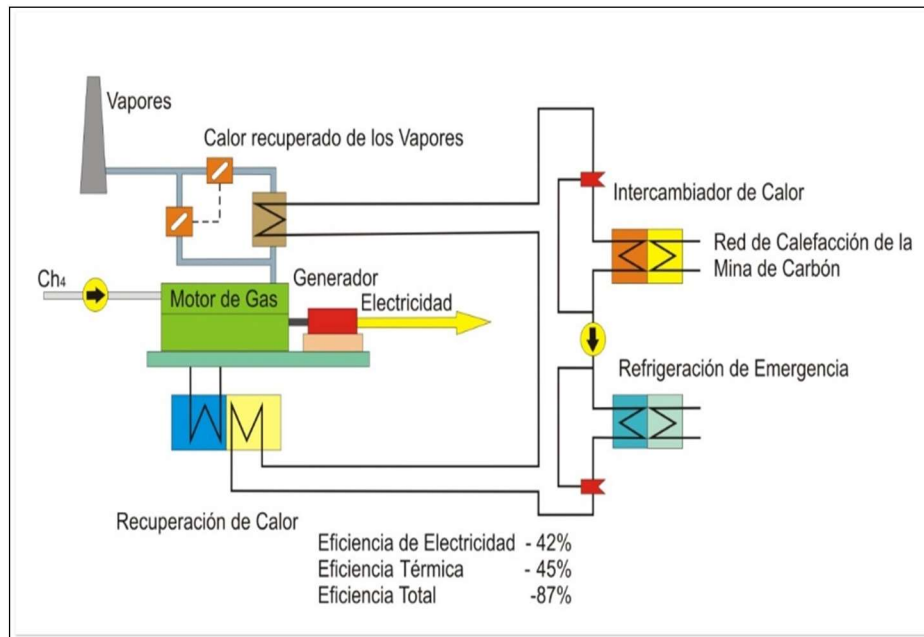 Vapores
Calor recuperado de los Vapores
Intercambiador de Calor
Red de Calefacción de la
Mina de Carbón
Ch4
Motor de Gas
Generador
Electricidad
Refrigeración de Emergencia
Recuperación de Calor
Eficiencia de Electricidad - 42%
Eficiencia Térmica - 45%
Eficiencia Total -87%